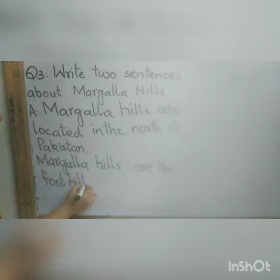 Q3: Write two sentences
about Margalla Hills
A: Margalla hills are
located in the north of
Pakistan.
Margalla hills are the
foot hill
InShOt